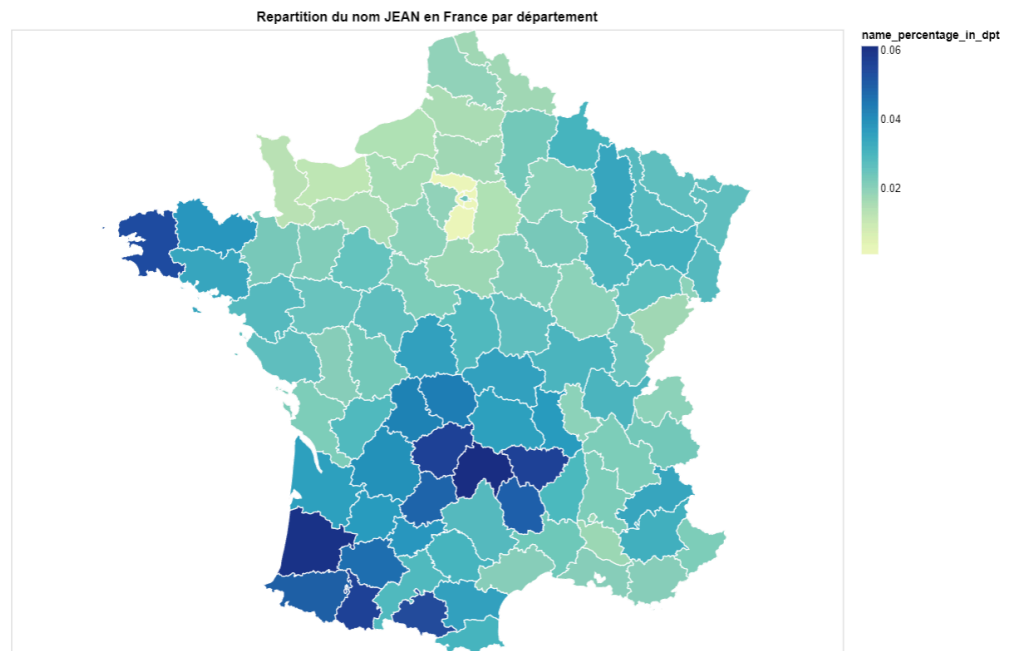 Repartition du nom JEAN en France par département
name_percentage_in_dpt
0.06
0.04
0.02